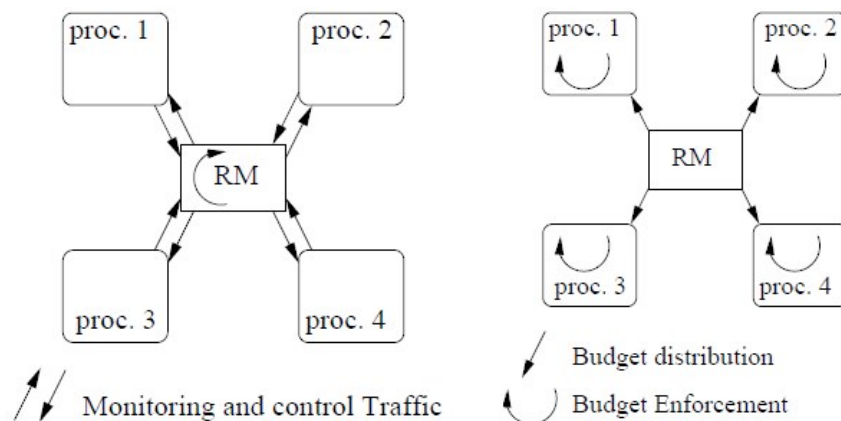 proc. 1
proc. 2
RM
proc. 3
proc. 4
Monitoring and control Traffic
proc. 1
proc. 2
RM
proc. 3
proc. 4
Budget distribution
Budget Enforcement